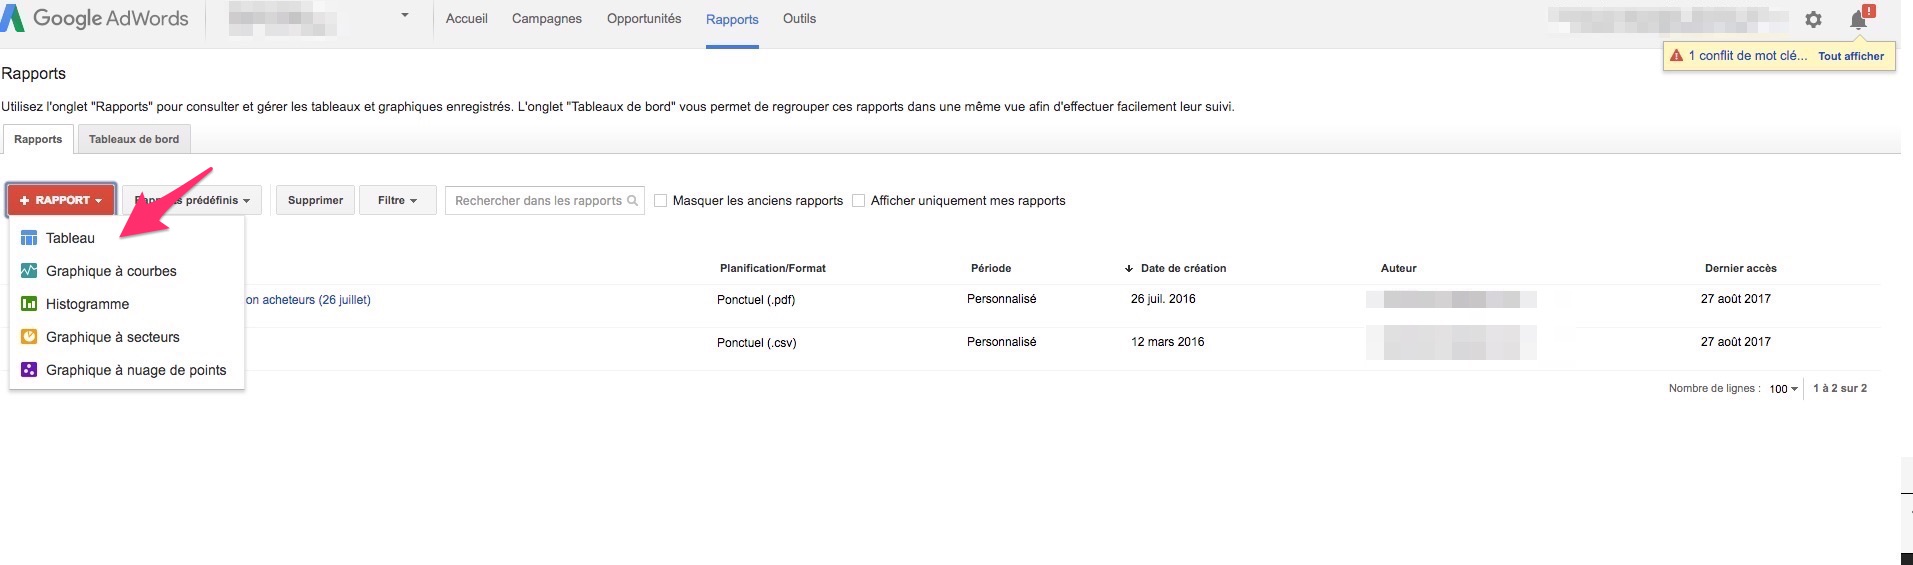 Google AdWords
Accueil Campagnes Opportunités Rapports Outils
!
1 conflit de mot clé... Tout afficher
Rapports
Utilisez l'onglet "Rapports" pour consulter et gérer les tableaux et graphiques enregistrés. L'onglet "Tableaux de bord" vous permet de regrouper ces rapports dans une même vue afin d'effectuer facilement leur suivi.
Rapports Tableaux de bord
+ RAPPORT prédéfinis Supprimer Filtre Rechercher dans les rapports Masquer les anciens rapports Afficher uniquement mes rapports
Tableau
Graphique à courbes
Histogramme
Graphique à secteurs
Graphique à nuage de points
Planification/Format Période Date de création Auteur Dernier accès
on acheteurs (26 juillet) Ponctuel (.pdf) Personnalisé 26 juil. 2016 27 août 2017
Ponctuel (.csv) Personnalisé 12 mars 2016 27 août 2017
Nombre de lignes : 100 1 à 2 sur 2